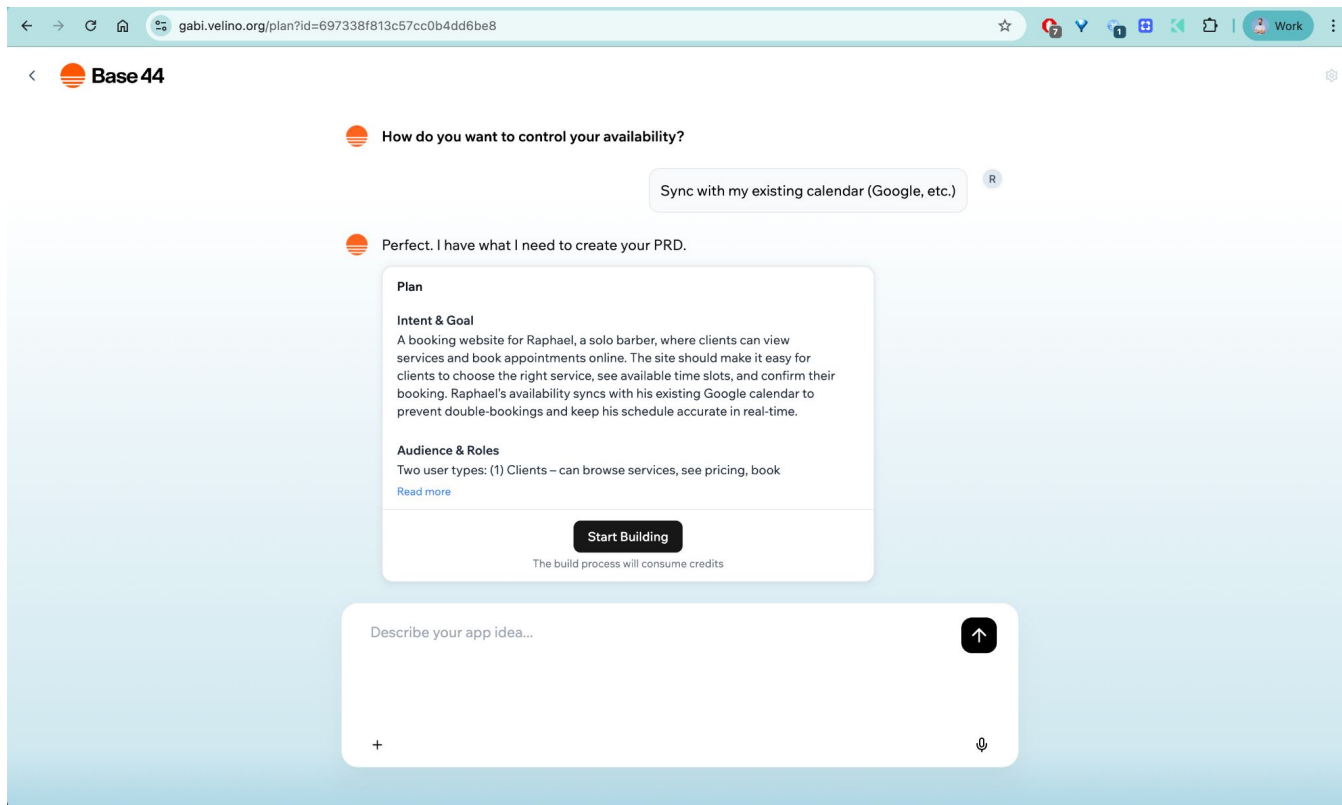 gabi.velino.org/plan?id=697338f813c57cc0b4dd6be8
7
1
Work
Base 44
How do you want to control your availability?
Sync with my existing calendar (Google, etc.)
R
Perfect. I have what I need to create your PRD.
Plan
Intent & Goal
A booking website for Raphael, a solo barber, where clients can view
services and book appointments online. The site should make it easy for
clients to choose the right service, see available time slots, and confirm their
booking. Raphael's availability syncs with his existing Google calendar to
prevent double-bookings and keep his schedule accurate in real-time.
Audience & Roles
Two user types: (1) Clients – can browse services, see pricing, book
Read more
Start Building
The build process will consume credits
Describe your app idea...